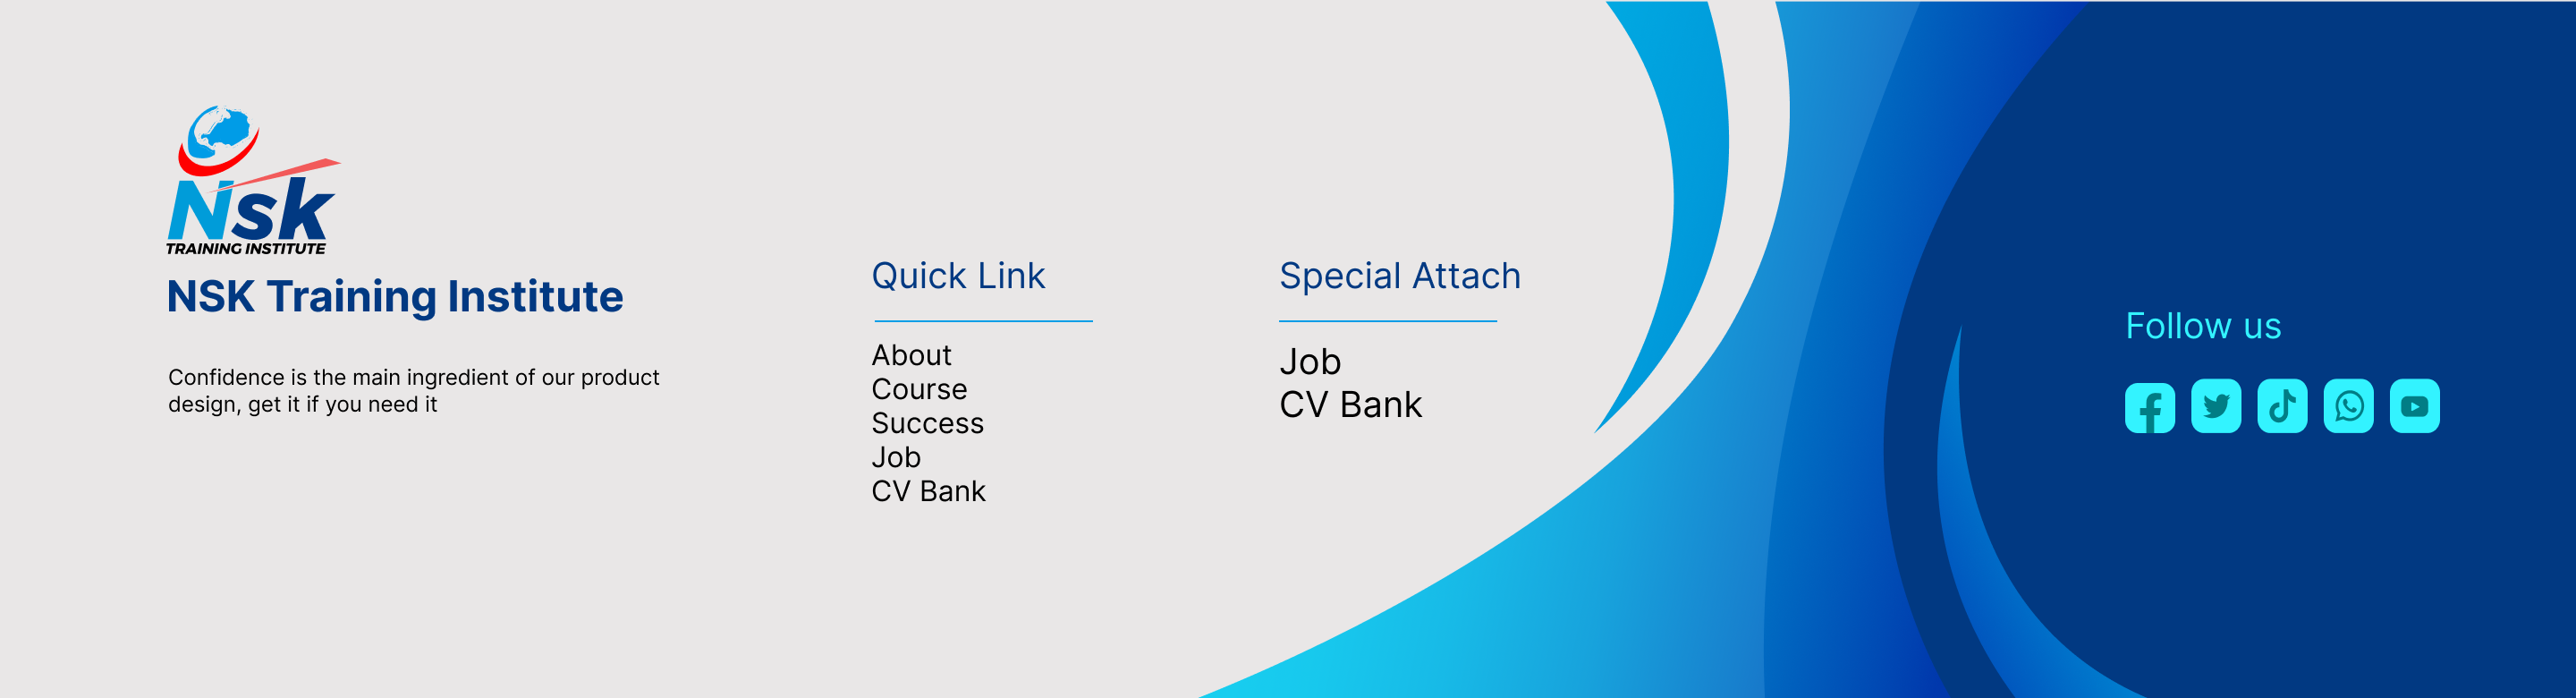 Nsk
TRAINING INSTITUTE
NSK Training Institute
Confidence is the main ingredient of our product
design, get it if you need it
Quick Link
About
Course
Success
Job
CV Bank
Special Attach
Job
CV Bank
Follow us